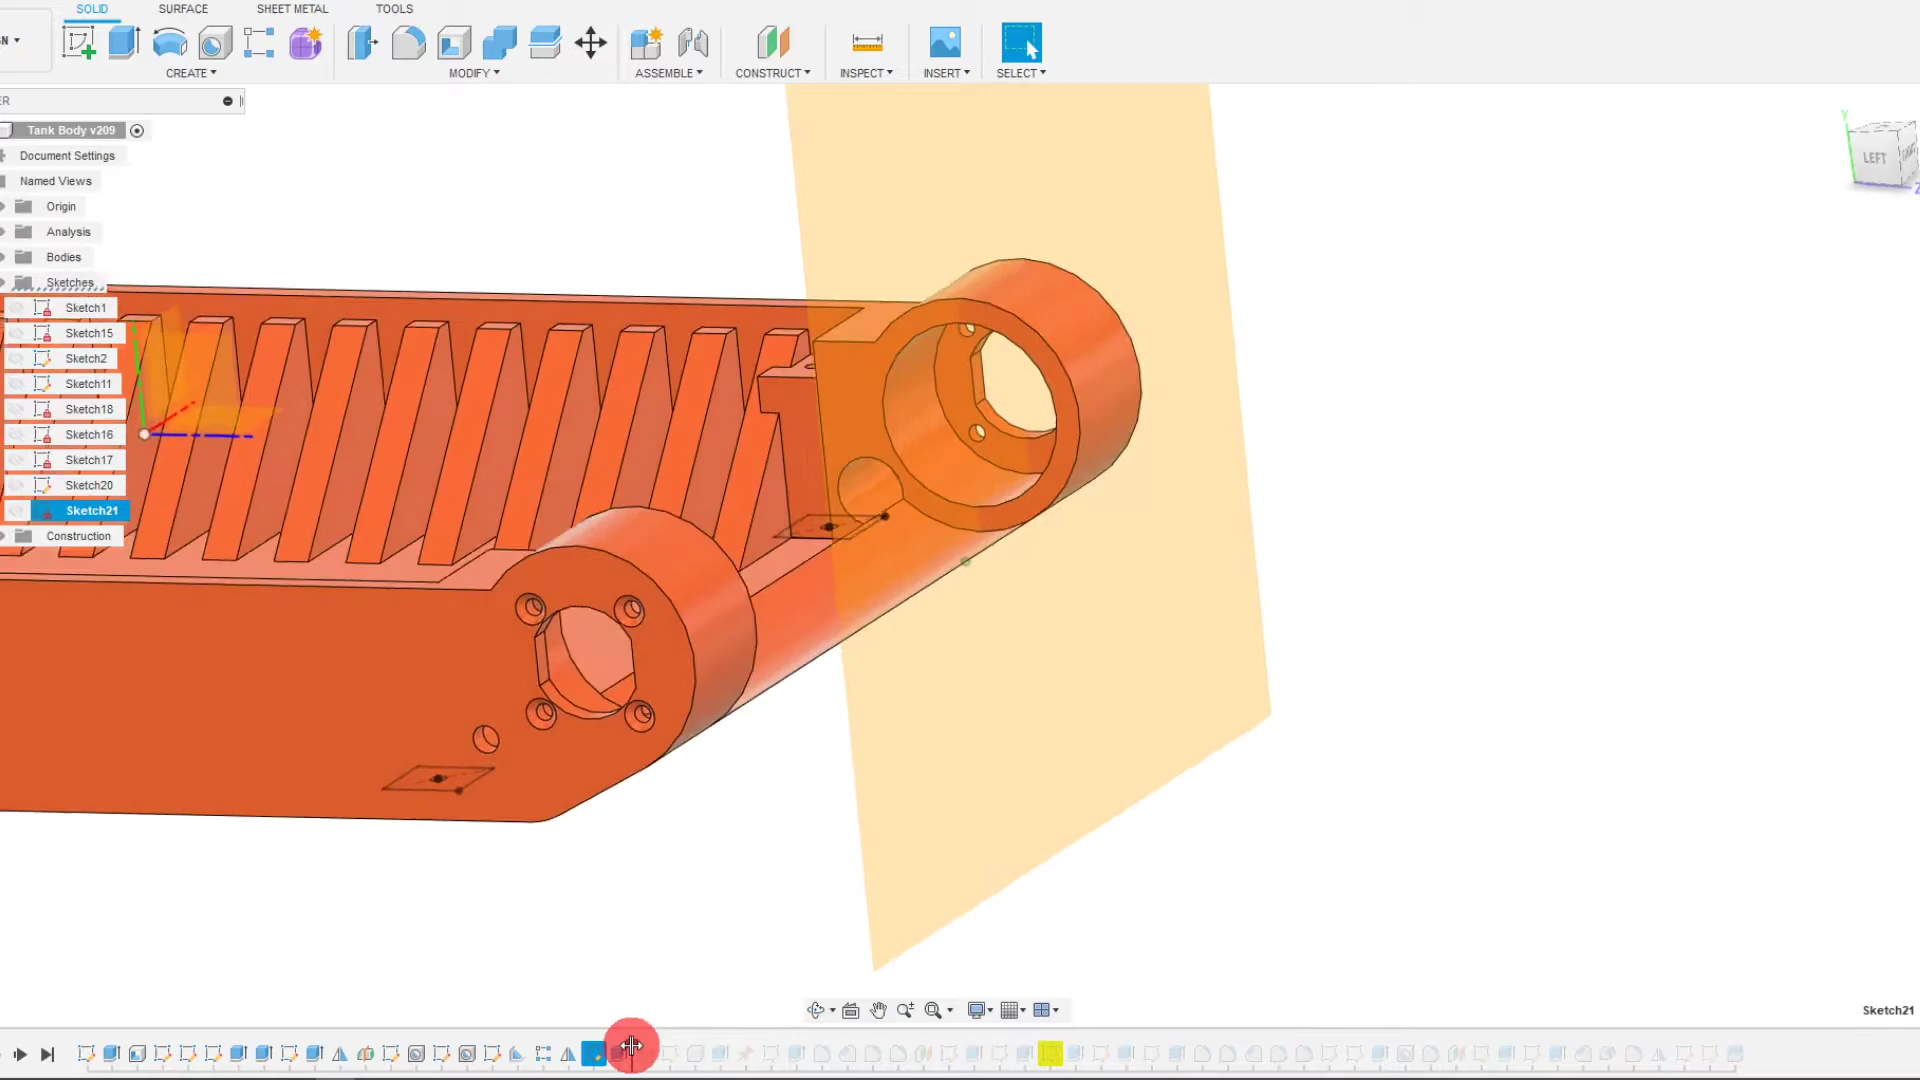 SOLID SURFACE SHEET METAL TOOLS
CREATE MODIFY ASSEMBLE CONSTRUCT INSPECT INSERT SELECT
Tank Body v209
Document Settings
Named Views
Origin
Analysis
Bodies
Sketches
Sketch1
Sketch15
Sketch2
Sketch11
Sketch18
Sketch16
Sketch17
Sketch20
Sketch21
Construction
Y
LEFT
Z
Sketch21